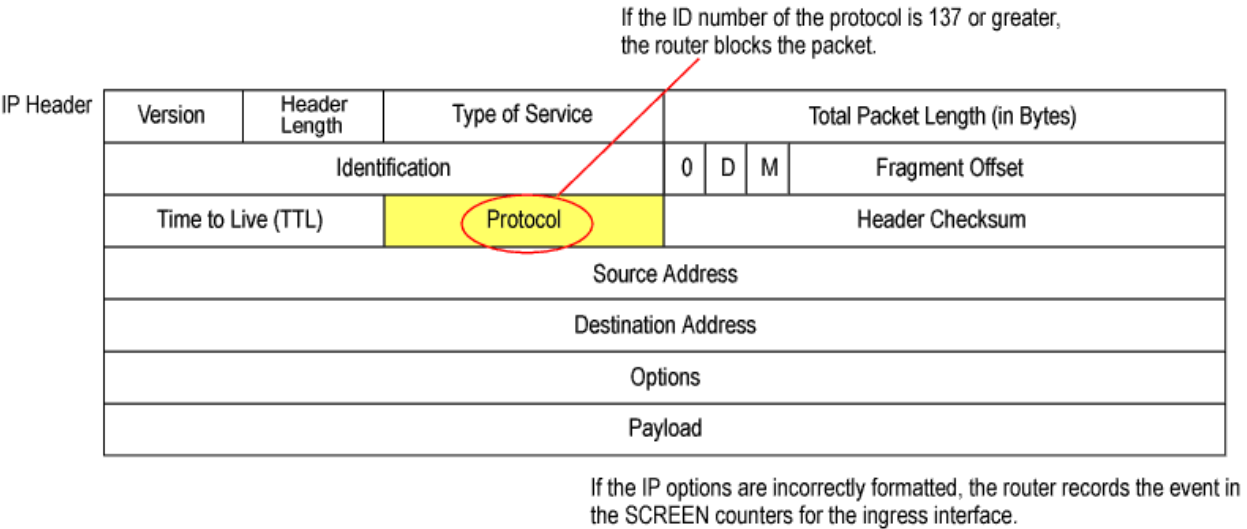 If the ID number of the protocol is 137 or greater,
the router blocks the packet.
IP Header
Version
Header
Length
Type of Service
Total Packet Length (in Bytes)
Identification
0
D
M
Fragment Offset
Time to Live (TTL)
Protocol
Header Checksum
Source Address
Destination Address
Options
Payload
If the IP options are incorrectly formatted, the router records the event in
the SCREEN counters for the ingress interface.